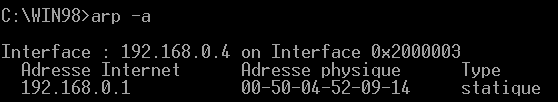 C:\WIN98>arp -a
Interface : 192.168.0.4 on Interface 0x2000003
Adresse Internet Adresse physique Type
192.168.0.1 00-50-04-52-09-14 statique